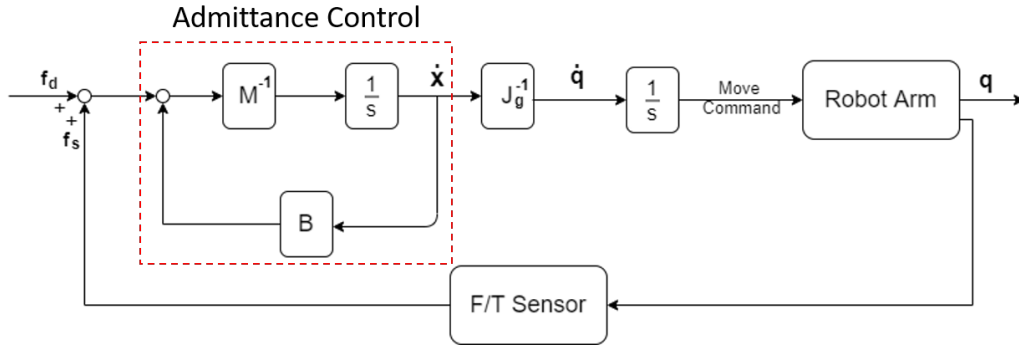 Admittance Control
f_d
+
+
f_s
M⁻¹
1
s
ẋ
J_g⁻¹
q̇
1
s
Move
Command
Robot Arm
q
B
F/T Sensor